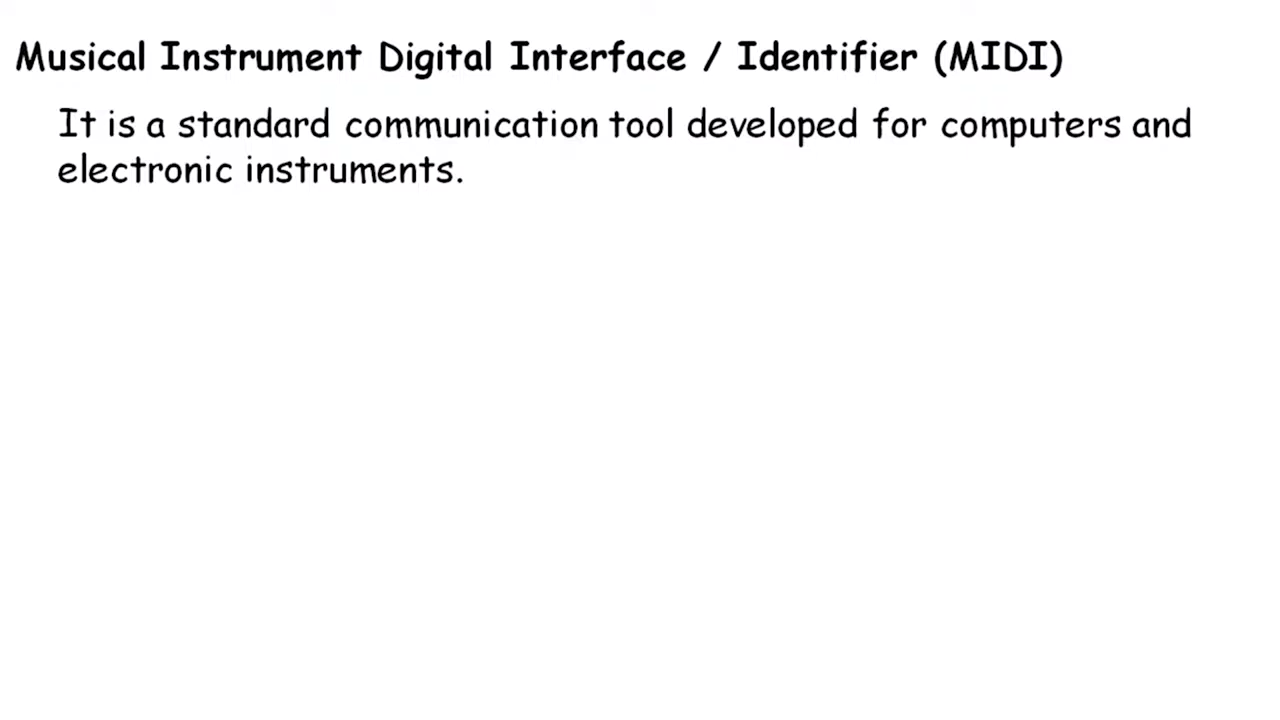 Musical Instrument Digital Interface / Identifier (MIDI)
It is a standard communication tool developed for computers and
electronic instruments.